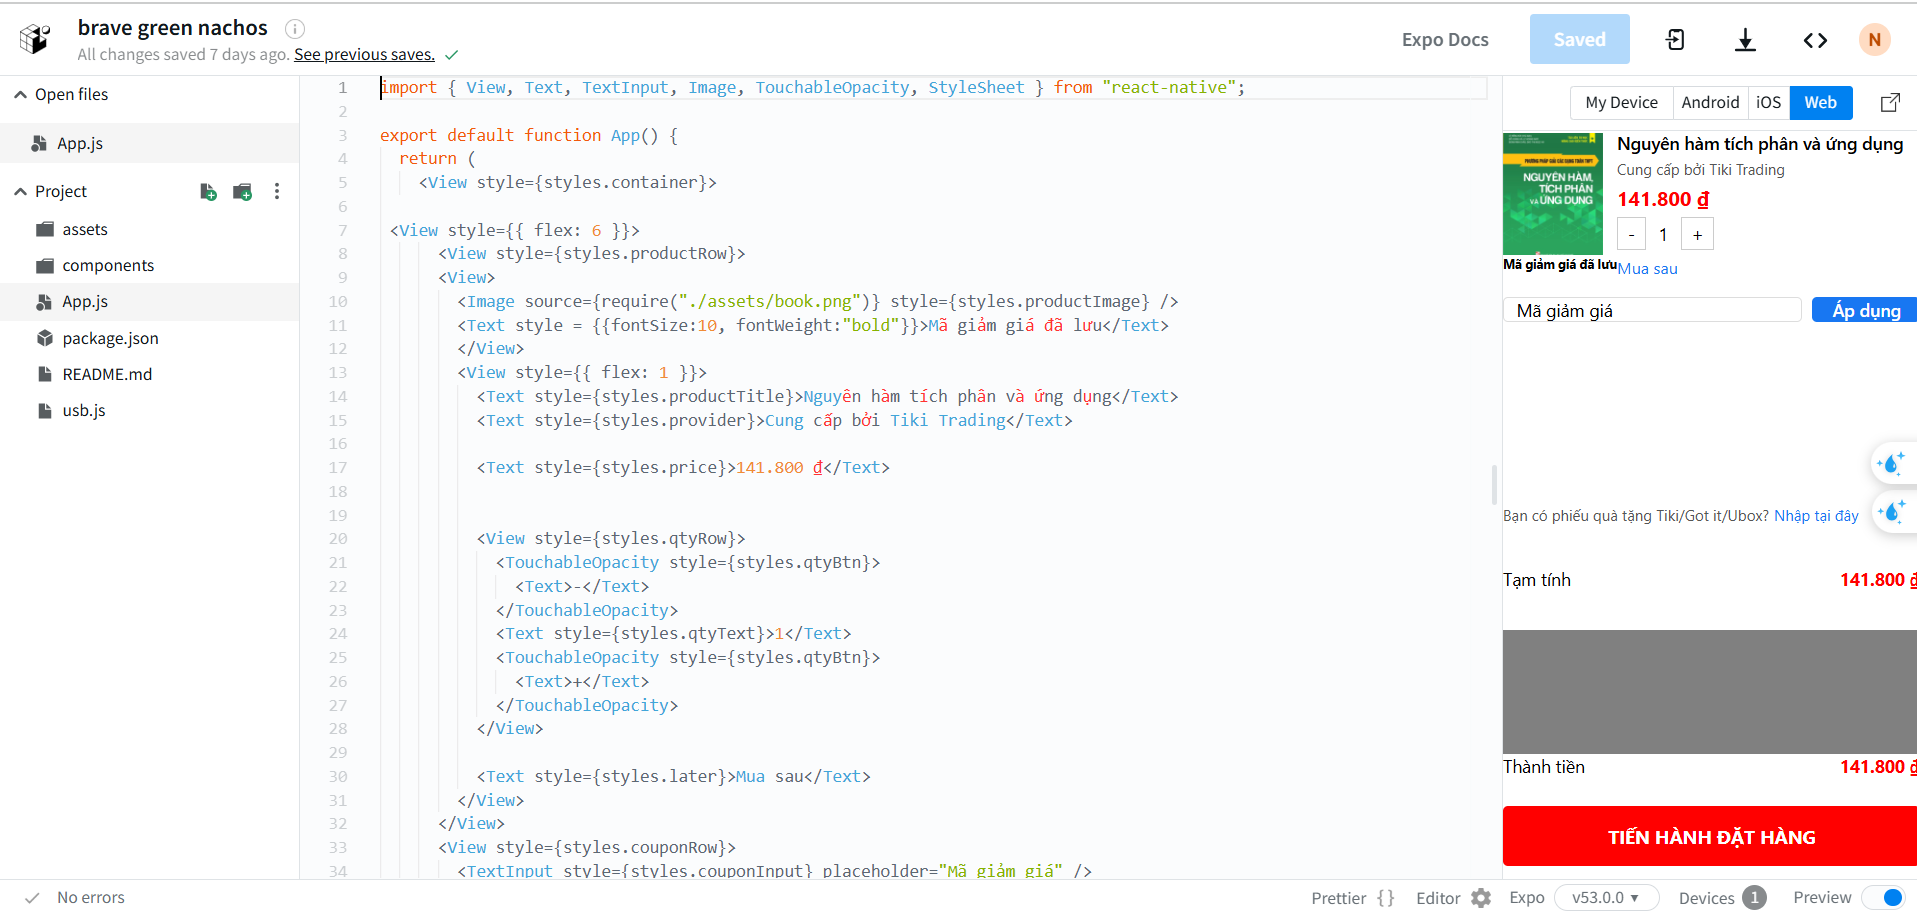 brave green nachos
All changes saved 7 days ago. See previous saves.
Expo Docs
Saved
N
Open files
App.js
Project
assets
components
App.js
package.json
README.md
usb.js
1 import { View, Text, TextInput, Image, TouchableOpacity, StyleSheet } from "react-native";
2
3 export default function App() {
4 return (
5 <View style={styles.container}>
6
7 <View style={{ flex: 6 }}>
8 <View style={styles.productRow}>
9 <View>
10 <Image source={require("./assets/book.png")} style={styles.productImage} />
11 <Text style = {{fontSize:10, fontWeight:"bold"}}>Mã giảm giá đã lưu</Text>
12 </View>
13 <View style={{ flex: 1 }}>
14 <Text style={styles.productTitle}>Nguyên hàm tích phân và ứng dụng</Text>
15 <Text style={styles.provider}>Cung cấp bởi Tiki Trading</Text>
16
17 <Text style={styles.price}>141.800 ₫</Text>
18
19
20 <View style={styles.qtyRow}>
21 <TouchableOpacity style={styles.qtyBtn}>
22 <Text>-</Text>
23 </TouchableOpacity>
24 <Text style={styles.qtyText}>1</Text>
25 <TouchableOpacity style={styles.qtyBtn}>
26 <Text>+</Text>
27 </TouchableOpacity>
28 </View>
29
30 <Text style={styles.later}>Mua sau</Text>
31 </View>
32 </View>
33 <View style={styles.couponRow}>
34 <TextInput style={styles.couponInput} placeholder="Mã giảm giá" />
My Device
Android
iOS
Web
PHƯƠNG PHÁP GIẢI CÁC DẠNG TOÁN THPT
NGUYÊN HÀM,
TÍCH PHÂN
VÀ ỨNG DỤNG
Nguyên hàm tích phân và ứng dụng
Cung cấp bởi Tiki Trading
141.800 ₫
- 1 +
Mã giảm giá đã lưu
Mua sau
Mã giảm giá
Áp dụng
Bạn có phiếu quà tặng Tiki/Got it/Ubox? Nhập tại đây
Tạm tính 141.800 ₫
Thành tiền 141.800 ₫
TIẾN HÀNH ĐẶT HÀNG
No errors
Prettier {}
Editor
Expo v53.0.0
Devices 1
Preview